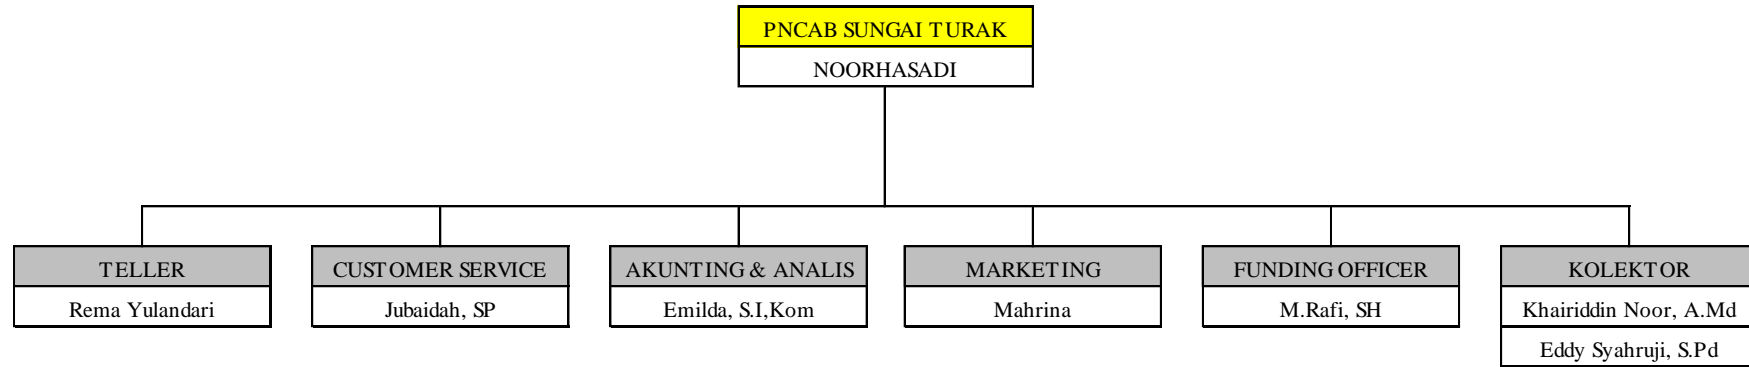 PNCAB SUNGAI TURAK
NOORHASADI
TELLER
Rema Yulandari
CUSTOMER SERVICE
Jubaidah, SP
AKUNTING & ANALIS
Emilda, S.I,Kom
MARKETING
Mahrina
FUNDING OFFICER
M.Rafi, SH
KOLEKTOR
Khairiddin Noor, A.Md
Eddy Syahruji, S.Pd